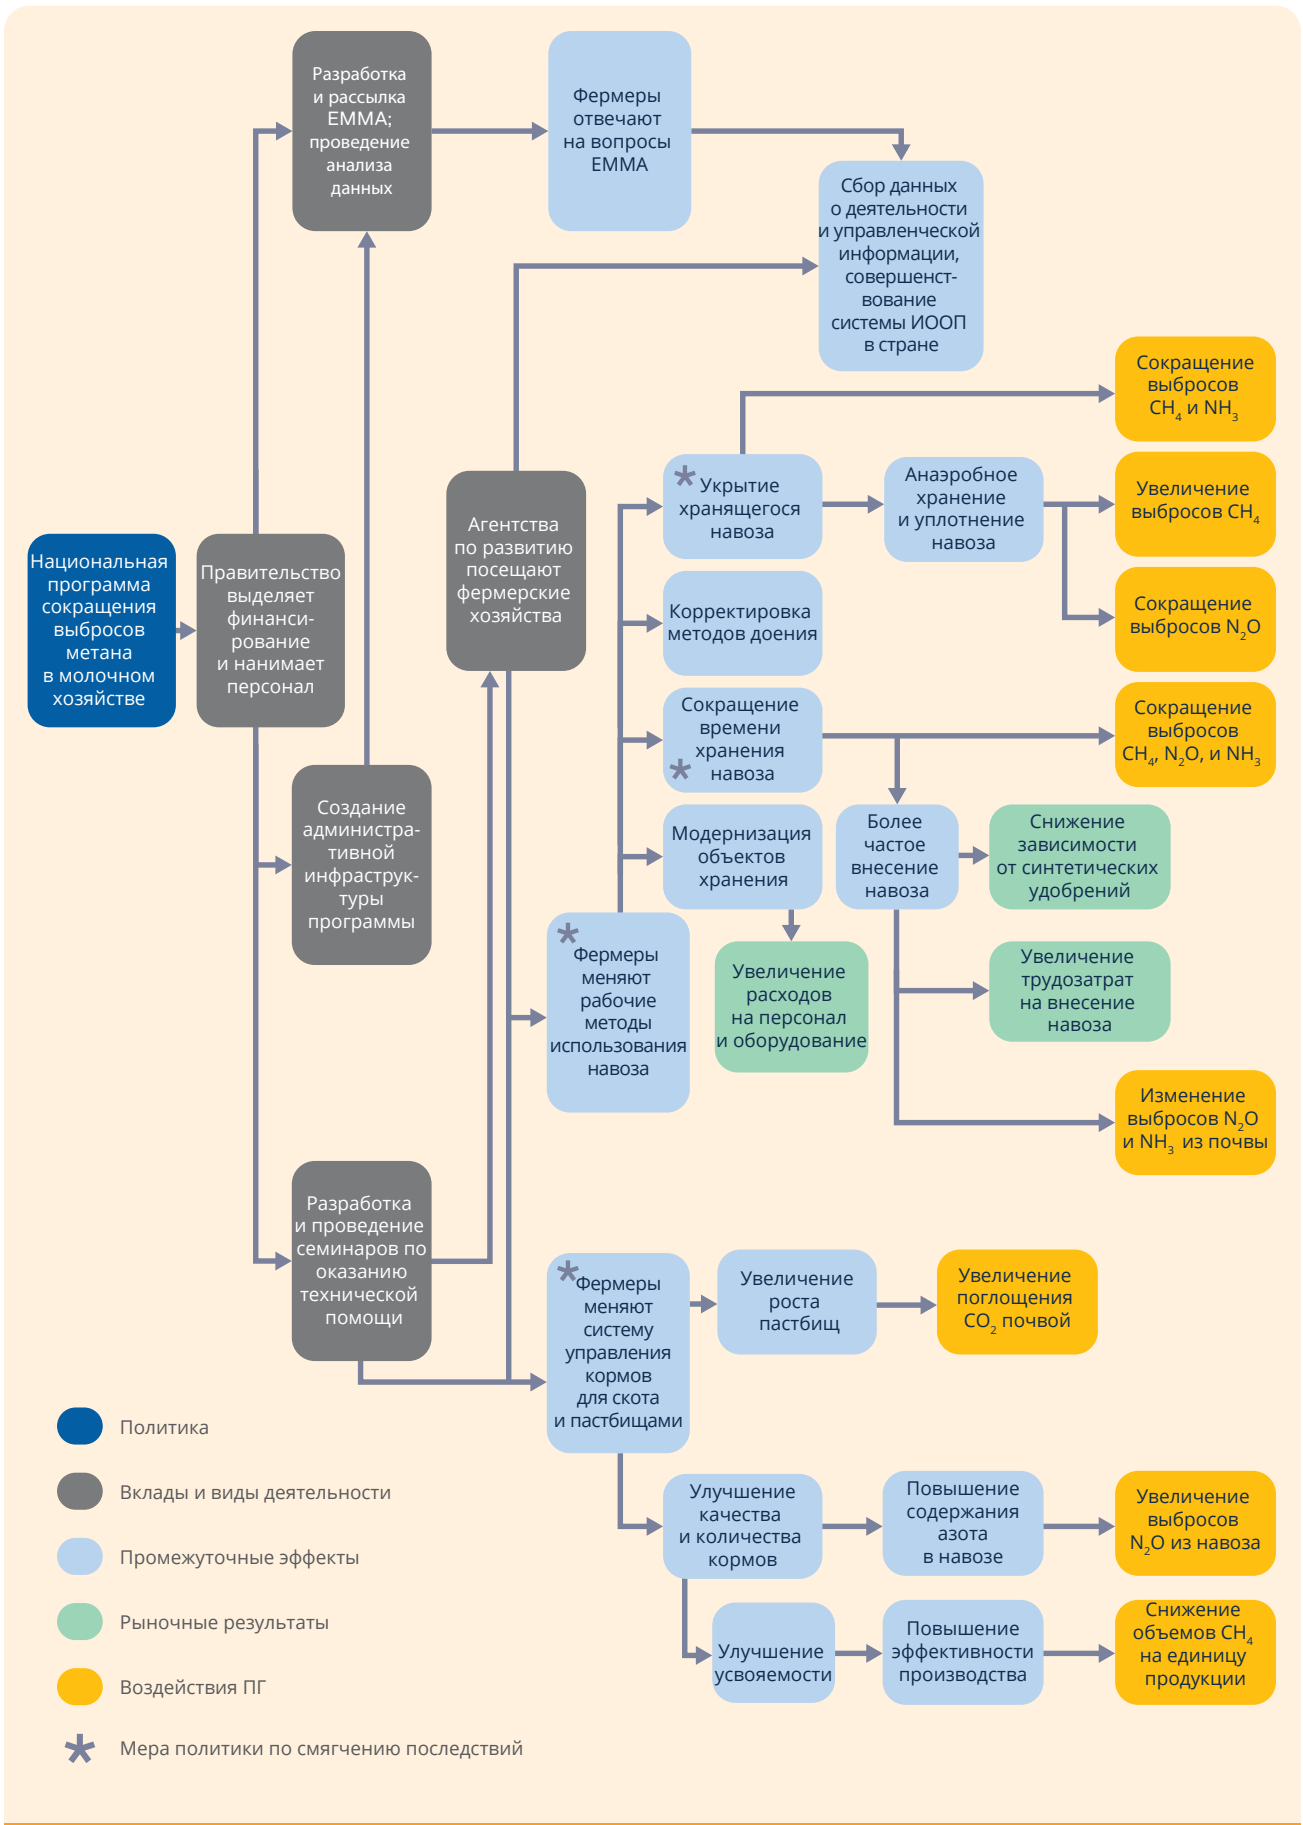 Разработка
и рассылка
ЕММА;
проведение
анализа
данных
Фермеры
отвечают
на вопросы
ЕММА
Сбор данных
о деятельности
и управленческой
информации,
совершенст-
вование
системы ИООП
в стране
Сокращение
выбросов
CH₄ и NH₃
Укрытие
хранящегося
навоза
Анаэробное
хранение
и уплотнение
навоза
Увеличение
выбросов CH₄
Агентства
по развитию
посещают
фермерские
хозяйства
Национальная
программа
сокращения
выбросов
метана
в молочном
хозяйстве
Правительство
выделяет
финанси-
рование
и нанимает
персонал
Корректировка
методов доения
Сокращение
выбросов N₂O
Сокращение
времени
хранения
навоза
Сокращение
выбросов
CH₄, N₂O, и NH₃
Создание
администра-
тивной
инфраструк-
туры
программы
Модернизация
объектов
хранения
Более
частое
внесение
навоза
Снижение
зависимости
от синтетических
удобрений
Фермеры
меняют
рабочие
методы
использования
навоза
Увеличение
расходов
на персонал
и оборудование
Увеличение
трудозатрат
на внесение
навоза
Изменение
выбросов N₂O
и NH₃ из почвы
Разработка
и проведение
семинаров по
оказанию
технической
помощи
Фермеры
меняют
систему
управления
кормов
для скота
и пастбищами
Увеличение
роста
пастбищ
Увеличение
поглощения
CO₂ почвой
Улучшение
качества
и количества
кормов
Повышение
содержания
азота
в навозе
Увеличение
выбросов
N₂O из навоза
Улучшение
усвояемости
Повышение
эффективности
производства
Снижение
объемов CH₄
на единицу
продукции
Политика
Вклады и виды деятельности
Промежуточные эффекты
Рыночные результаты
Воздействия ПГ
Мера политики по смягчению последствий